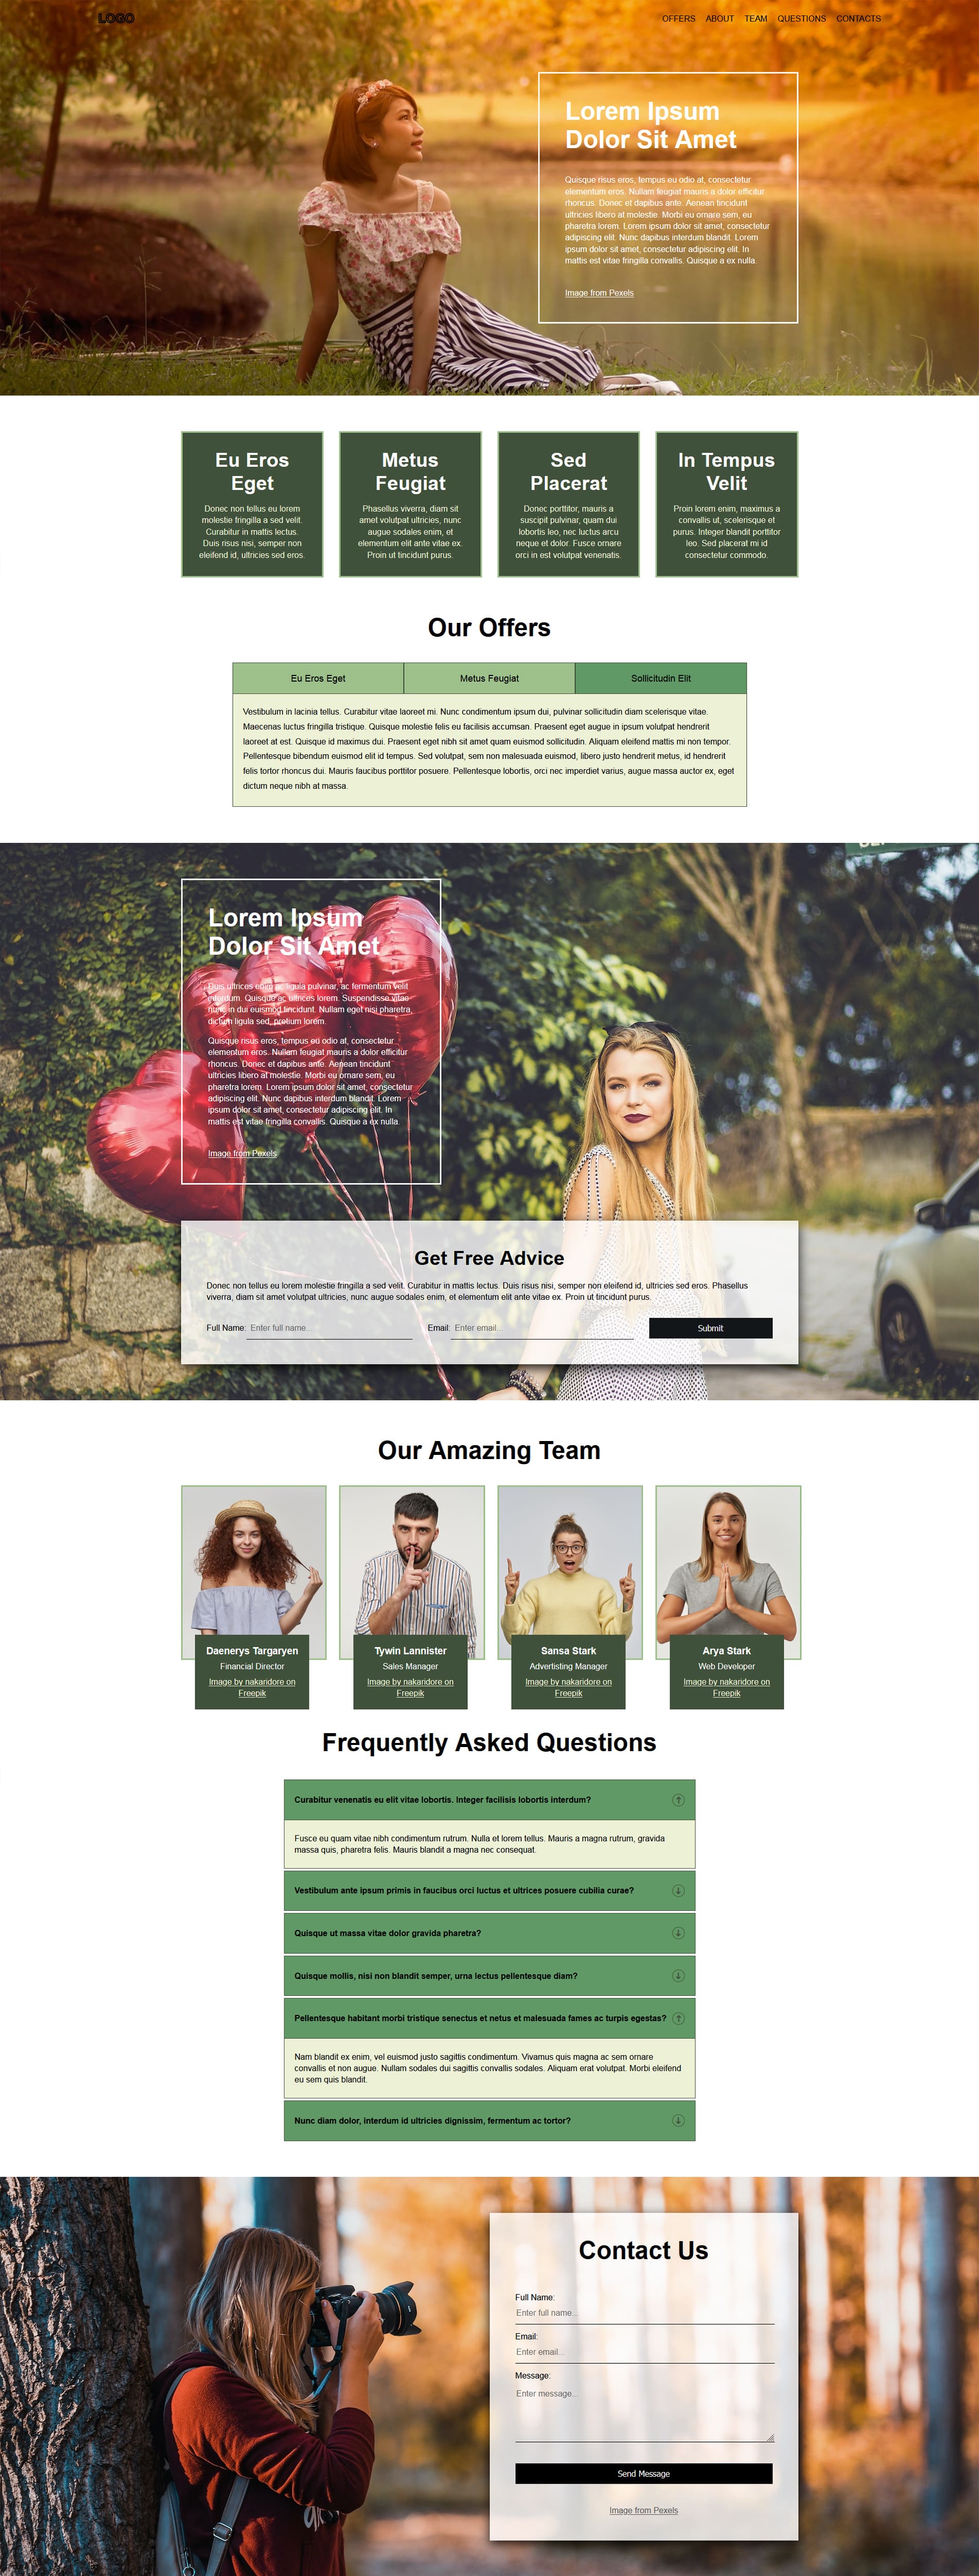 LOGO
OFFERS ABOUT TEAM QUESTIONS CONTACTS
Lorem Ipsum
Dolor Sit Amet
Quisque risus eros, tempus eu odio at, consectetur
elementum eros. Nullam feugiat mauris a dolor efficitur
rhoncus. Donec et dapibus ante. Aenean tincidunt
ultricies libero at molestie. Morbi eu ornare sem, eu
pharetra lorem. Lorem ipsum dolor sit amet, consectetur
adipiscing elit. Nunc dapibus interdum blandit. Lorem
ipsum dolor sit amet, consectetur adipiscing elit. In
mattis est vitae fringilla convallis. Quisque a ex nulla.
Image from Pexels
Eu Eros
Eget
Donec non tellus eu lorem
molestie fringilla a sed velit.
Curabitur in mattis lectus.
Duis risus nisi, semper non
eleifend id, ultricies sed eros.
Metus
Feugiat
Phasellus viverra, diam sit
amet volutpat ultricies, nunc
augue sodales enim, et
elementum elit ante vitae ex.
Proin ut tincidunt purus.
Sed
Placerat
Donec porttitor, mauris a
suscipit pulvinar, quam dui
lobortis leo, nec luctus arcu
neque et dolor. Fusce ornare
orci in est volutpat venenatis.
In Tempus
Velit
Proin lorem enim, maximus a
convallis ut, scelerisque et
purus. Integer blandit porttitor
leo. Sed placerat mi id
consectetur commodo.
Our Offers
Eu Eros Eget
Metus Feugiat
Sollicitudin Elit
Vestibulum in lacinia tellus. Curabitur vitae laoreet mi. Nunc condimentum ipsum dui, pulvinar sollicitudin diam scelerisque vitae.
Maecenas luctus fringilla tristique. Quisque molestie felis eu facilisis accumsan. Praesent eget augue in ipsum volutpat hendrerit
laoreet at est. Quisque id maximus dui. Praesent eget nibh sit amet quam euismod sollicitudin. Aliquam eleifend mattis mi non tempor.
Pellentesque bibendum euismod elit id tempus. Sed volutpat, sem non malesuada euismod, libero justo hendrerit metus, id hendrerit
felis tortor rhoncus dui. Mauris faucibus porttitor posuere. Pellentesque lobortis, orci nec imperdiet varius, augue massa auctor ex, eget
dictum neque nibh at massa.
Lorem Ipsum
Dolor Sit Amet
Duis ultrices enim ac ligula pulvinar, ac fermentum velit
interdum. Quisque ac ultrices lorem. Suspendisse vitae
nunc in dui euismod tincidunt. Nullam eget nisi pharetra,
dictum ligula sed, pretium lorem.
Quisque risus eros, tempus eu odio at, consectetur
elementum eros. Nullam feugiat mauris a dolor efficitur
rhoncus. Donec et dapibus ante. Aenean tincidunt
ultricies libero at molestie. Morbi eu ornare sem, eu
pharetra lorem. Lorem ipsum dolor sit amet, consectetur
adipiscing elit. Nunc dapibus interdum blandit. Lorem
ipsum dolor sit amet, consectetur adipiscing elit. In
mattis est vitae fringilla convallis. Quisque a ex nulla.
Image from Pexels
Get Free Advice
Donec non tellus eu lorem molestie fringilla a sed velit. Curabitur in mattis lectus. Duis risus nisi, semper non eleifend id, ultricies sed eros. Phasellus
viverra, diam sit amet volutpat ultricies, nunc augue sodales enim, et elementum elit ante vitae ex. Proin ut tincidunt purus.
Full Name: Enter full name... Email: Enter email... Submit
Our Amazing Team
Daenerys Targaryen
Financial Director
Image by nakaridore on
Freepik
Tywin Lannister
Sales Manager
Image by nakaridore on
Freepik
Sansa Stark
Advertisting Manager
Image by nakaridore on
Freepik
Arya Stark
Web Developer
Image by nakaridore on
Freepik
Frequently Asked Questions
Curabitur venenatis eu elit vitae lobortis. Integer facilisis lobortis interdum?
Fusce eu quam vitae nibh condimentum rutrum. Nulla et lorem tellus. Mauris a magna rutrum, gravida
massa quis, pharetra felis. Mauris blandit a magna nec consequat.
Vestibulum ante ipsum primis in faucibus orci luctus et ultrices posuere cubilia curae?
Quisque ut massa vitae dolor gravida pharetra?
Quisque mollis, nisi non blandit semper, urna lectus pellentesque diam?
Pellentesque habitant morbi tristique senectus et netus et malesuada fames ac turpis egestas?
Nam blandit ex enim, vel euismod justo sagittis condimentum. Vivamus quis magna ac sem ornare
convallis et non augue. Nullam sodales dui sagittis convallis sodales. Aliquam erat volutpat. Morbi eleifend
eu sem quis blandit.
Nunc diam dolor, interdum id ultricies dignissim, fermentum ac tortor?
Contact Us
Full Name:
Enter full name...
Email:
Enter email...
Message:
Enter message...
Send Message
Image from Pexels